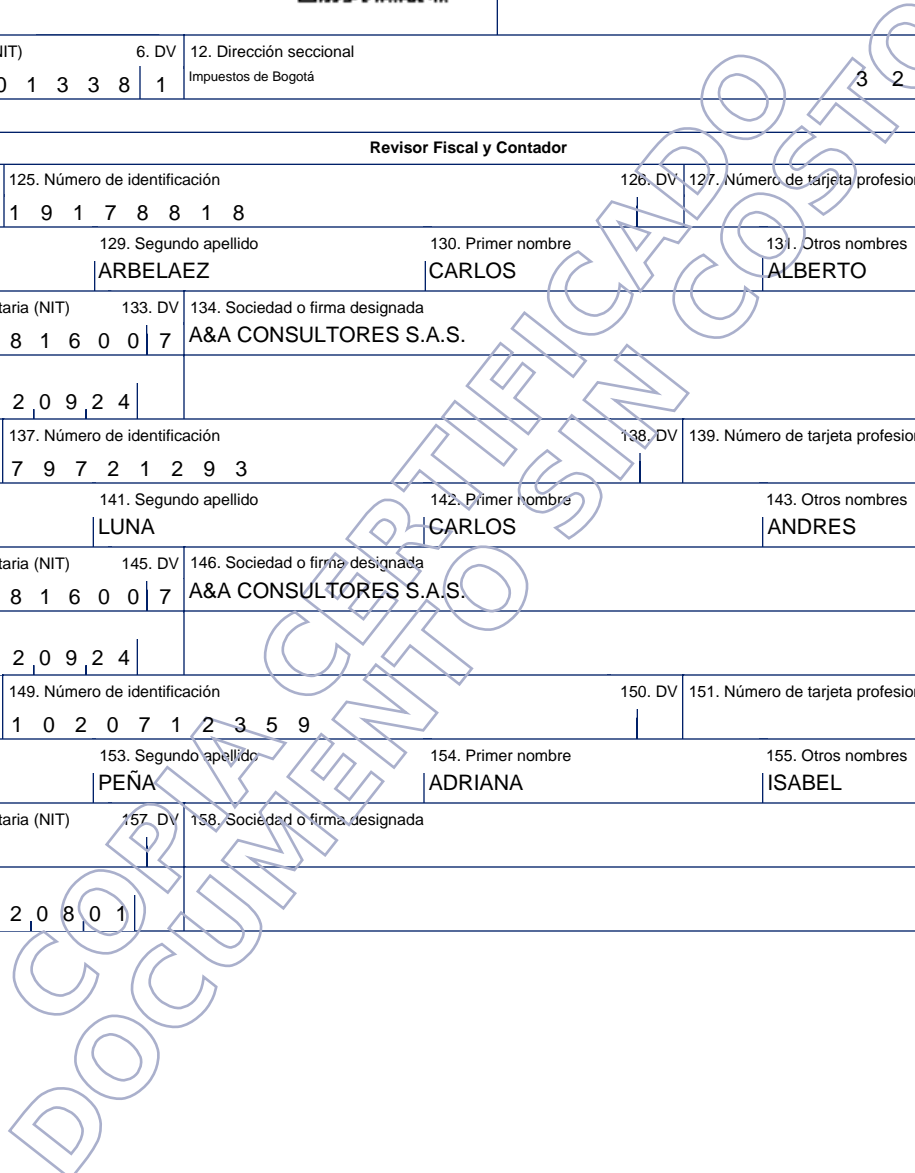 6. DV 12. Dirección seccional
0 1 3 3 8 1 Impuestos de Bogotá 3 2
Revisor Fiscal y Contador
125. Número de identificación 126. DV 127. Número de tarjeta
1 9 1 7 8 8 1 8
129. Segundo apellido 130. Primer nombre 131. Otros nombres
ARBELAEZ CARLOS ALBERTO
(NIT) 133. DV 134. Sociedad o firma designada
8 1 6 0 0 7 A&A CONSULTORES S.A.S.
2 0 9 2 4
137. Número de identificación 138. DV 139. Número de tarjeta
7 9 7 2 1 2 9 3
141. Segundo apellido 142. Primer nombre 143. Otros nombres
LUNA CARLOS ANDRES
(NIT) 145. DV 146. Sociedad o firma designada
8 1 6 0 0 7 A&A CONSULTORES S.A.S.
2 0 9 2 4
149. Número de identificación 150. DV 151. Número de tarjeta
1 0 2 0 7 1 2 3 5 9
153. Segundo apellido 154. Primer nombre 155. Otros nombres
PEÑA ADRIANA ISABEL
(NIT) 157. DV 158. Sociedad o firma designada
2 0 8 0 1
COPIA CERTIFICADO
DOCUMENTO SIN COSTO